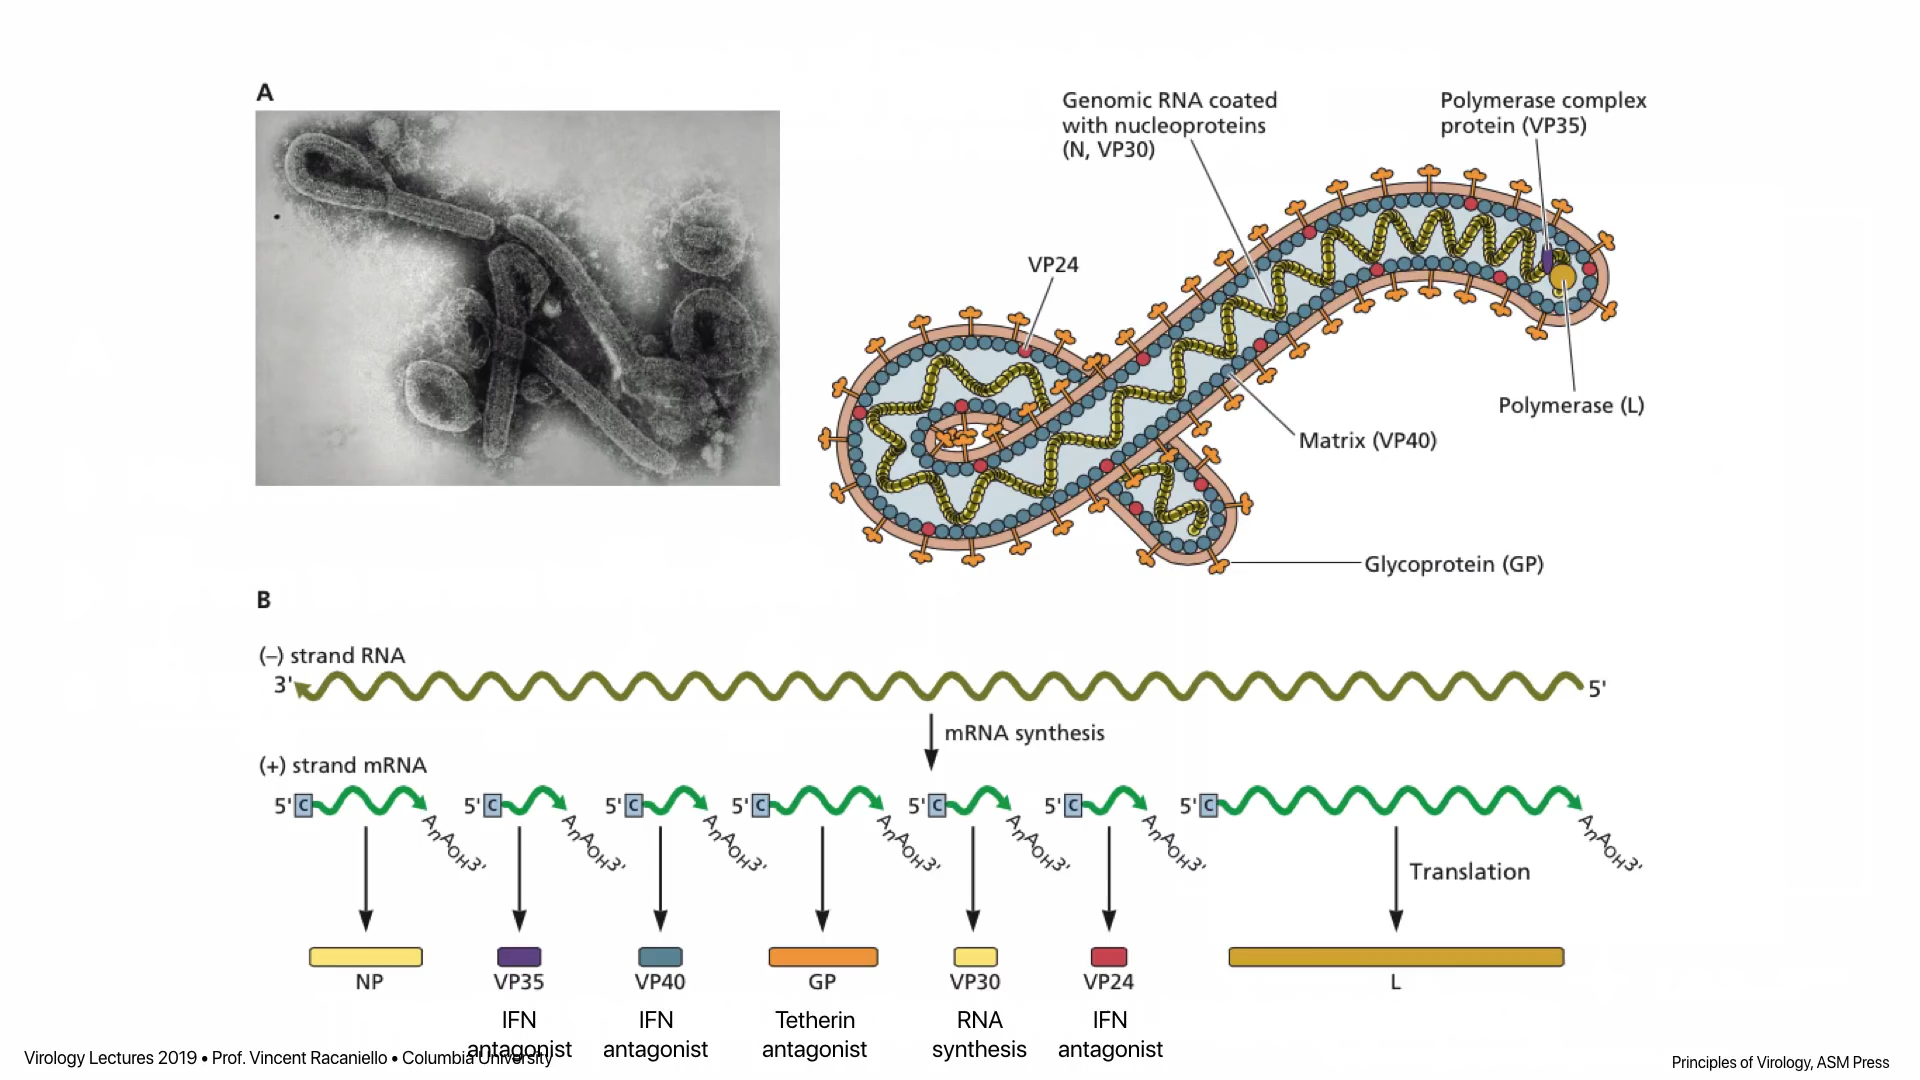 A
Genomic RNA coated
with nucleoproteins
(N, VP30)
Polymerase complex
protein (VP35)
VP24
Polymerase (L)
Matrix (VP40)
Glycoprotein (GP)
B
(–) strand RNA
3' 5'
mRNA synthesis
(+) strand mRNA
5' C AnAOH3' 5' C AnAOH3' 5' C AnAOH3' 5' C AnAOH3' 5' C AnAOH3' 5' C AnAOH3' 5' C AnAOH3'
Translation
NP VP35 VP40 GP VP30 VP24 L
IFN IFN Tetherin RNA IFN
antagonist antagonist antagonist synthesis antagonist
Virology Lectures 2019 • Prof. Vincent Racaniello • Columbia University
Principles of Virology, ASM Press